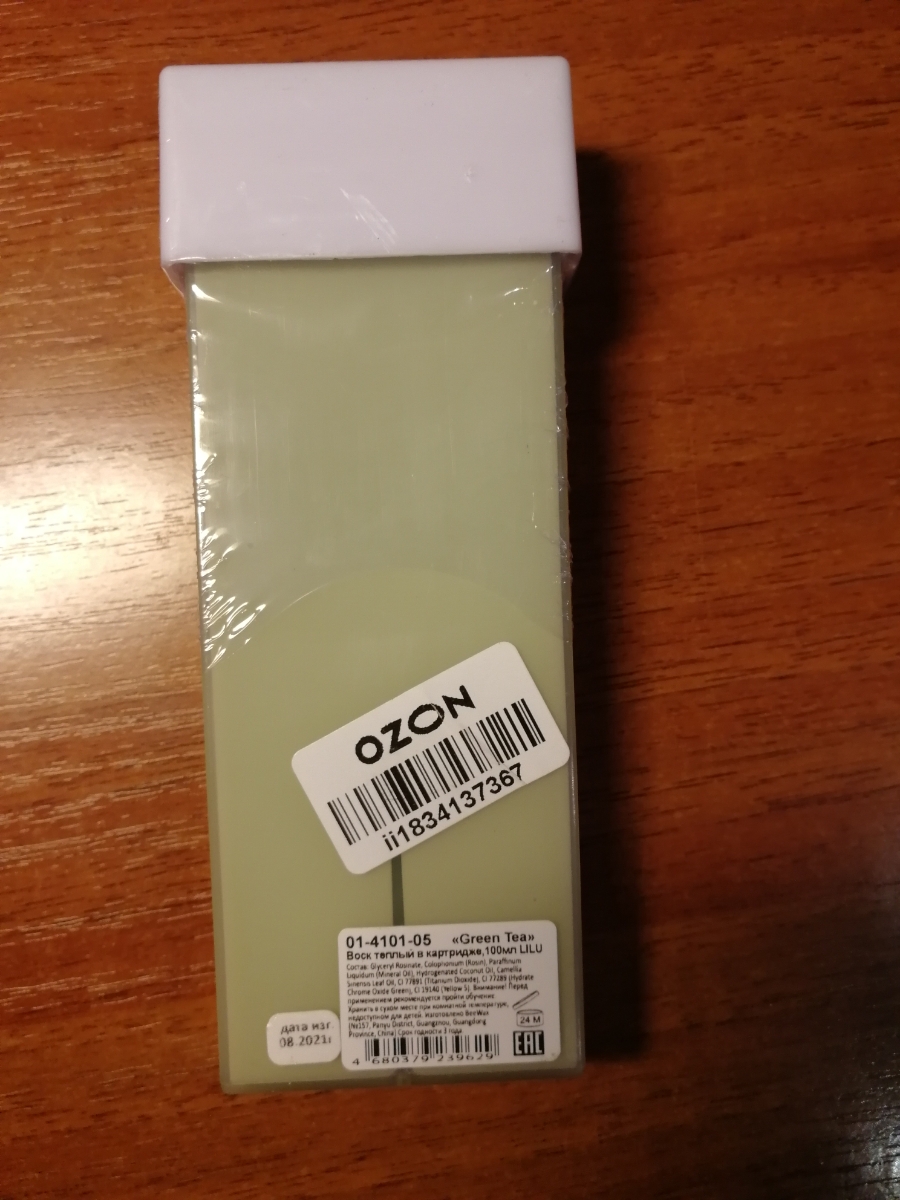 OZON
ii1834137367
01-4101-05 «Green Tea»
Воск теплый в картридже,100мл LILU
Состав: Glyceryl Rosinate, Colophonium (Rosin), Paraffinum
Liquidum (Mineral Oil), Hydrogenated Coconut Oil, Camellia
Sinensis Leaf Oil, CI 77891 (Titanium Dioxide), CI 77289 (Hydrate
Chrome Oxide Green), CI 19140 (Yellow 5). Внимание! Перед
применением рекомендуется пройти обучение
Хранить в сухом месте при комнатной температуре,
недоступном для детей. Изготовлено BeeWax
(№197, Panyu District, Guangzhou, Guangdong
Province, China) Срок годности 3 года
24 M
EAC
4 680379 239629
дата изг.
08.2021г